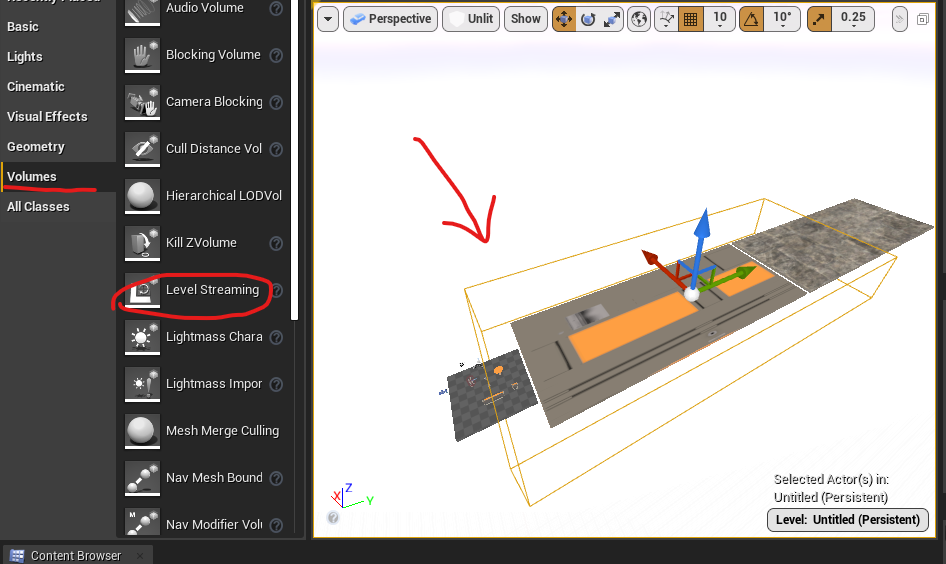 Recently Placed
Basic
Lights
Cinematic
Visual Effects
Geometry
Volumes
All Classes
Audio Volume
Blocking Volume
Camera Blocking
Cull Distance Vol
Hierarchical LODVol
Kill ZVolume
Level Streaming
Lightmass Chara
Lightmass Impor
Mesh Merge Culling
Nav Mesh Bound
Nav Modifier Volu
Perspective
Unlit
Show
10
10°
0.25
X
Z
Y
Selected Actor(s) in:
Untitled (Persistent)
Level: Untitled (Persistent)
Content Browser